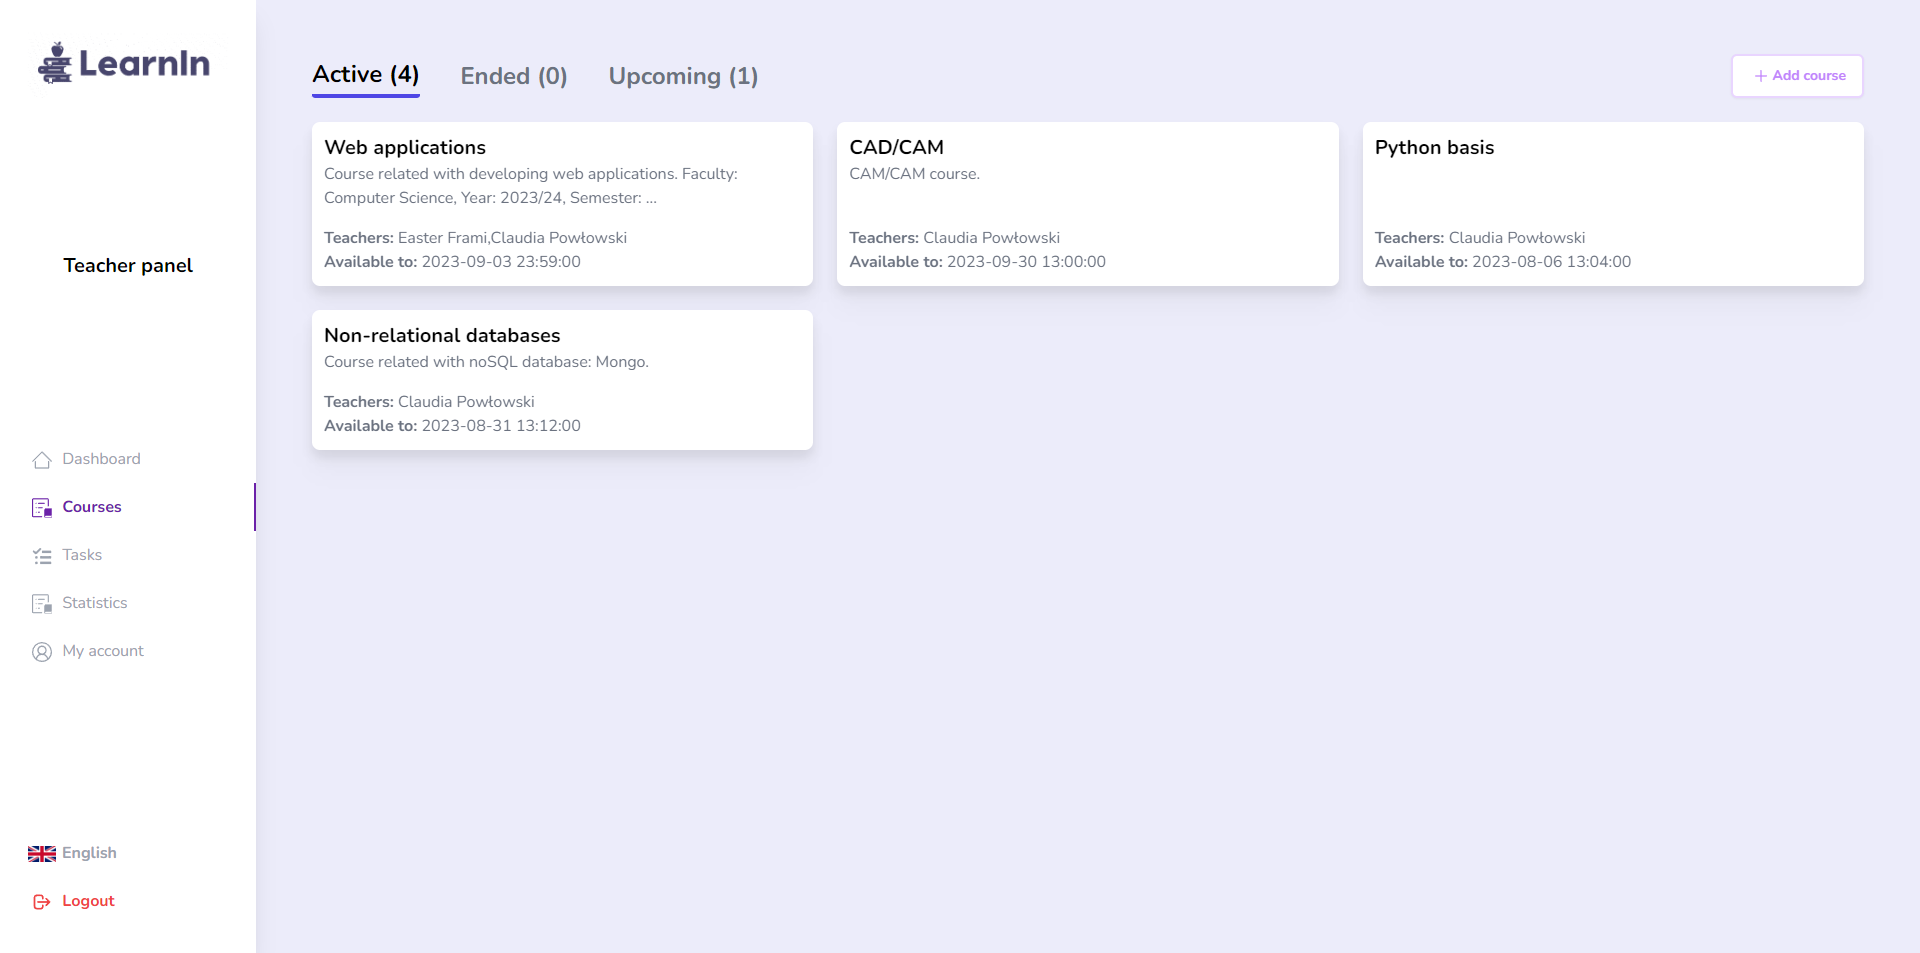 LearnIn
Teacher panel
Dashboard
Courses
Tasks
Statistics
My account
English
Logout
Active (4)
Ended (0)
Upcoming (1)
+ Add course
Web applications
Course related with developing web applications. Faculty:
Computer Science, Year: 2023/24, Semester: ...
Teachers: Easter Frami,Claudia Powłowski
Available to: 2023-09-03 23:59:00
CAD/CAM
CAM/CAM course.
Teachers: Claudia Powłowski
Available to: 2023-09-30 13:00:00
Python basis
Teachers: Claudia Powłowski
Available to: 2023-08-06 13:04:00
Non-relational databases
Course related with noSQL database: Mongo.
Teachers: Claudia Powłowski
Available to: 2023-08-31 13:12:00